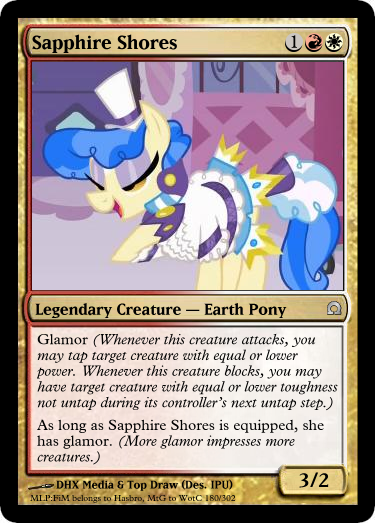 Sapphire Shores 1
Legendary Creature — Earth Pony
Glamor (Whenever this creature attacks, you
may tap target creature with equal or lower
power. Whenever this creature blocks, you may
have target creature with equal or lower toughness
not untap during its controller's next untap step.)
As long as Sapphire Shores is equipped, she
has glamor. (More glamor impresses more
creatures.)
3/2
DHX Media & Top Draw (Des. IPU)
MLP:FiM belongs to Hasbro, MtG to WotC 180/302